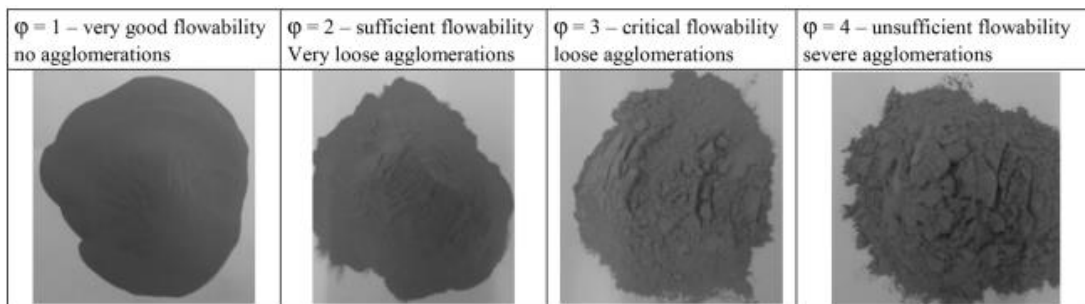 φ = 1 – very good flowability
no agglomerations
φ = 2 – sufficient flowability
Very loose agglomerations
φ = 3 – critical flowability
loose agglomerations
φ = 4 – unsufficient flowability
severe agglomerations